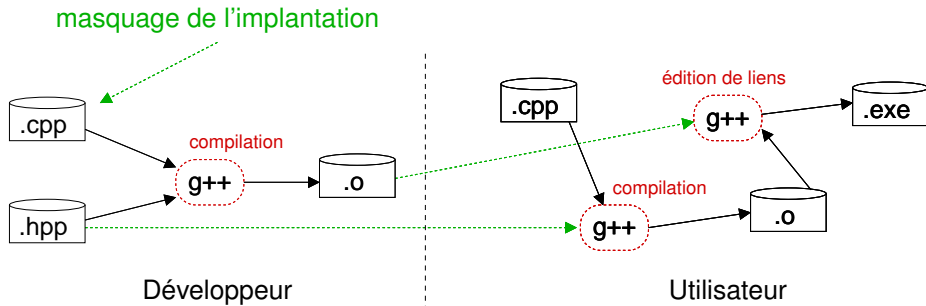 masquage de l'implantation
.cpp
compilation
g++
.o
.hpp
Développeur
édition de liens
.cpp
g++
.exe
compilation
g++
.o
Utilisateur